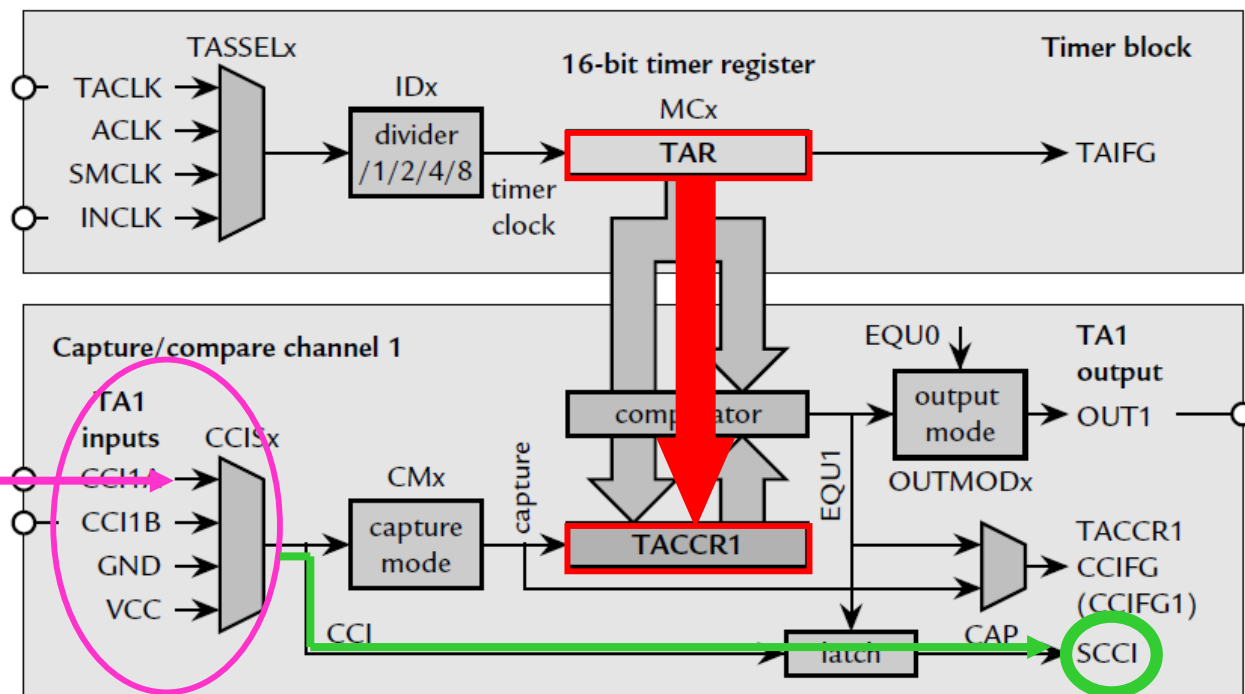 TASSELx
16-bit timer register
Timer block
TACLK
ACLK
SMCLK
INCLK
IDx
divider
/1/2/4/8
timer
clock
MCx
TAR
TAIFG
Capture/compare channel 1
TA1
inputs
CCISx
CCI1A
CCI1B
GND
VCC
CMx
capture
mode
capture
comparator
TACCR1
EQU1
EQU0
output
mode
OUTMODx
TA1
output
OUT1
TACCR1
CCIFG
(CCIFG1)
CCI
latch
CAP
SCCI